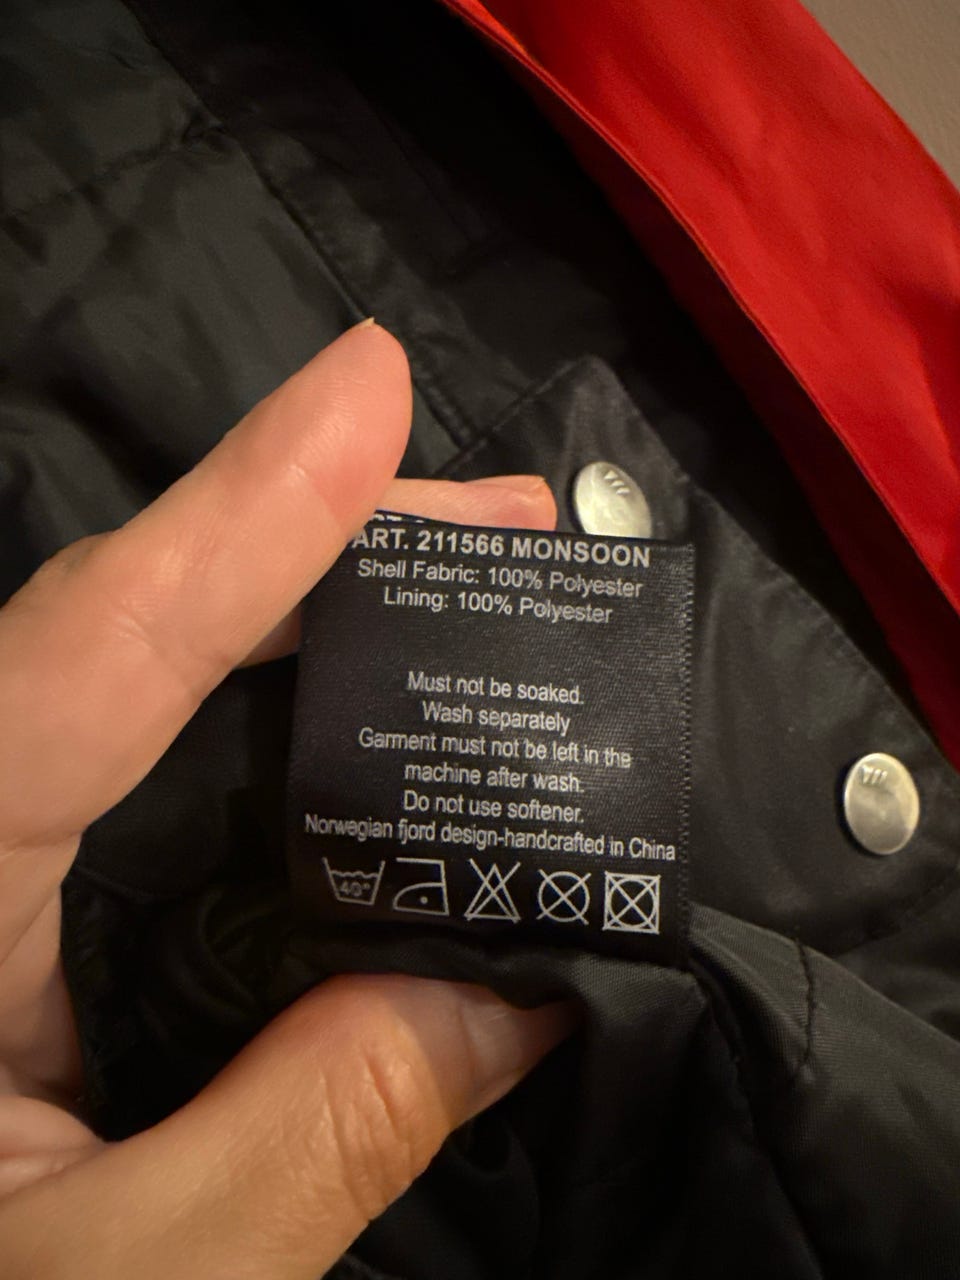 ART. 211566 MONSOON
Shell Fabric: 100% Polyester
Lining: 100% Polyester
Must not be soaked.
Wash separately
Garment must not be left in the
machine after wash.
Do not use softener.
Norwegian fjord design-handcrafted in China
40°